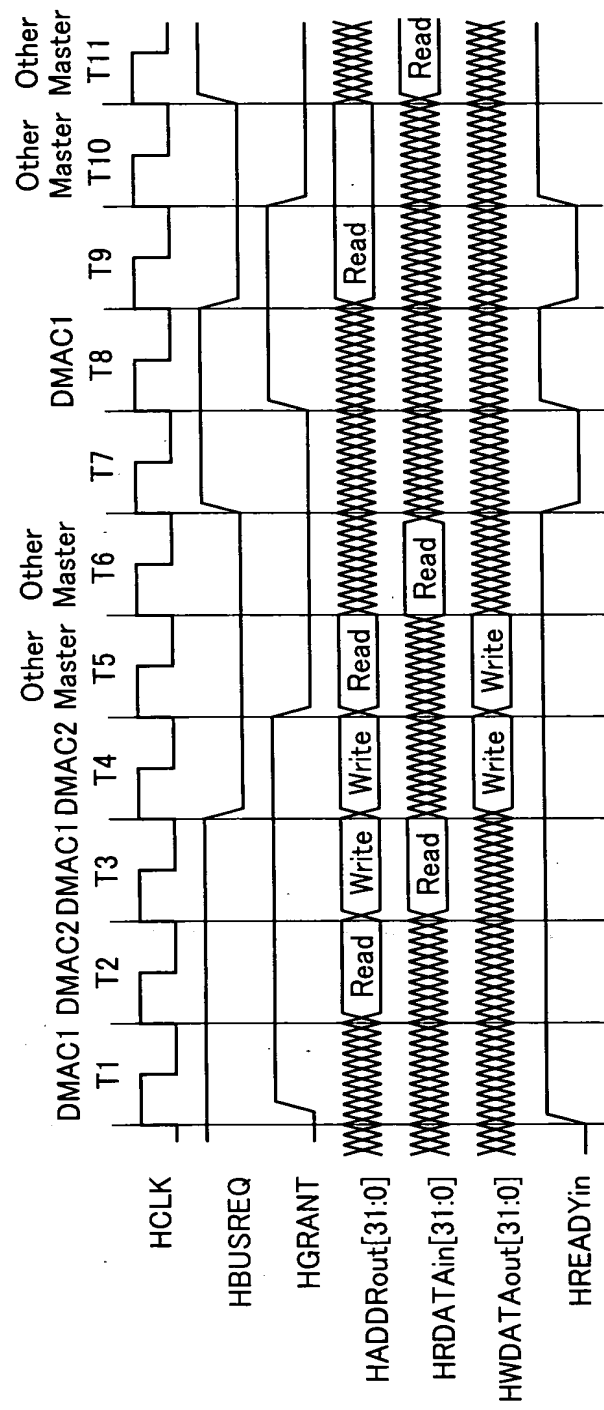 DMAC1 DMAC2 DMAC1 DMAC2 Other Master Other Master DMAC1 Other Master Other Master
T1 T2 T3 T4 T5 T6 T7 T8 T9 T10 T11
HCLK
HBUSREQ
HGRANT
HADDRout[31:0] Read Write Write Read Read
HRDATAin[31:0] Read Read Read
HWDATAout[31:0] Write Write
HREADYin